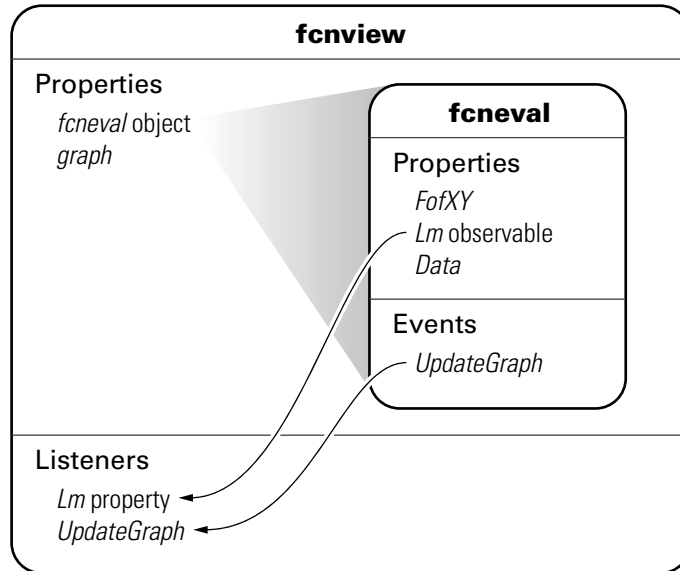 fcnview
Properties
fcneval object
graph
fcneval
Properties
FofXY
Lm observable
Data
Events
UpdateGraph
Listeners
Lm property
UpdateGraph